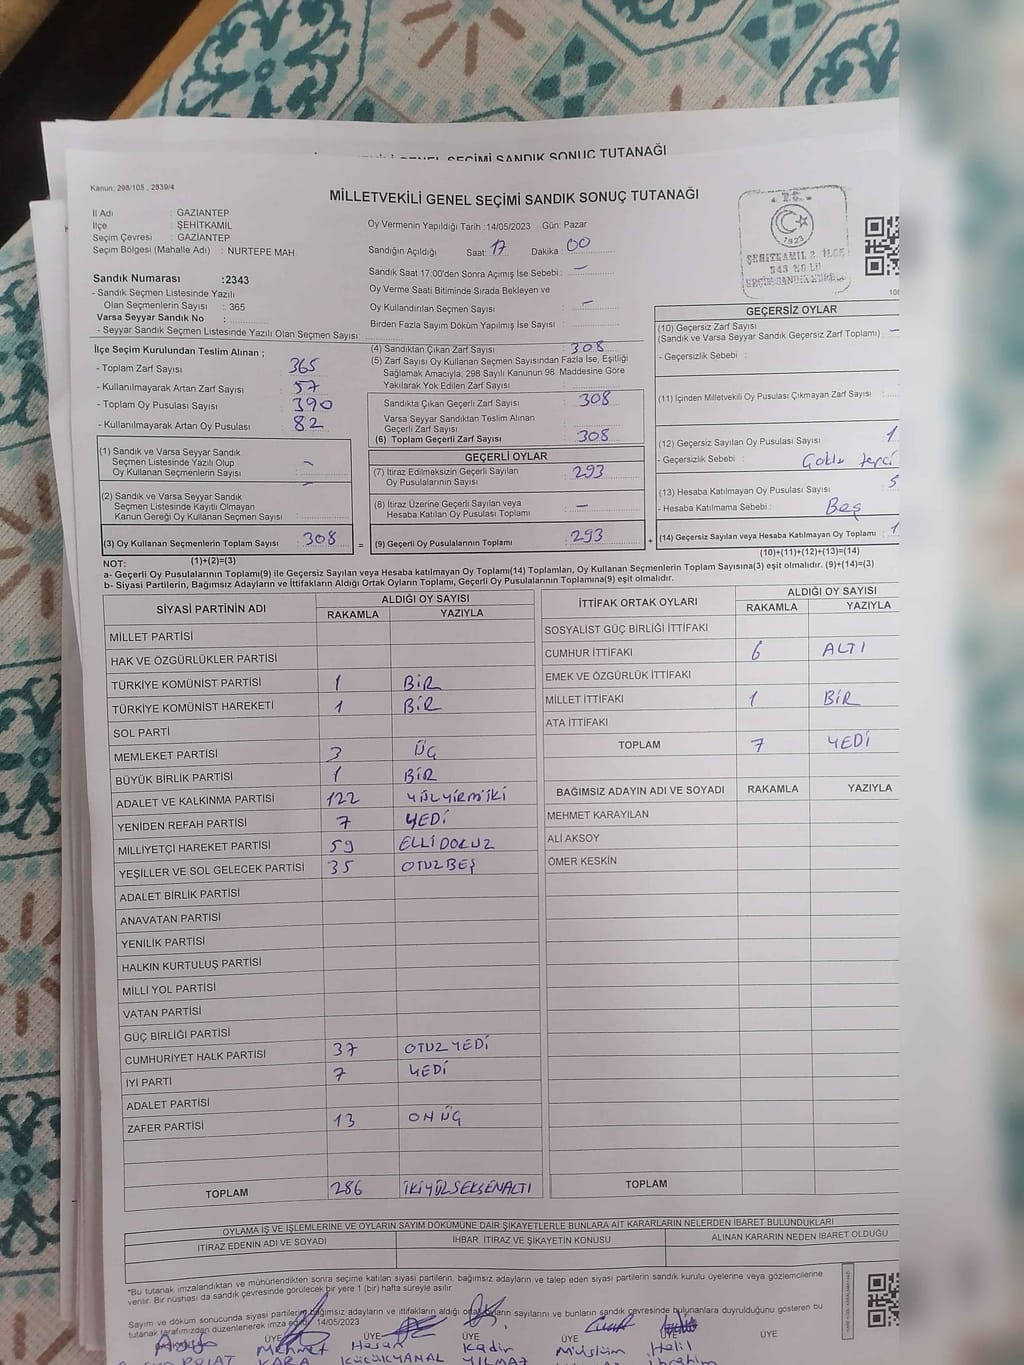 GENEL SEÇİMİ SANDIK SONUÇ TUTANAĞI
Kanun: 298/105 , 2839/4
MİLLETVEKİLİ GENEL SEÇİMİ SANDIK SONUÇ TUTANAĞI
İl Adı : GAZİANTEP
İlçe : ŞEHİTKAMİL
Seçim Çevresi : GAZİANTEP
Seçim Bölgesi (Mahalle Adı) : NURTEPE MAH.
Oy Vermenin Yapıldığı Tarih : 14/05/2023 Gün: Pazar
Sandığın Açıldığı Saat: 17 Dakika 00
Sandık Saat 17:00'den Sonra Açımış İse Sebebi : –
Oy Verme Saati Bitiminde Sırada Bekleyen ve
Oy Kullandırılan Seçmen Sayısı : –
Birden Fazla Sayım Döküm Yapılmış İse Sayısı :
T.C.
1923
ŞEHİTKAMİL 2. İLÇE
Sandık Numarası :2343
- Sandık Seçmen Listesinde Yazılı
Olan Seçmenlerin Sayısı : 365
Varsa Seyyar Sandık No :
- Seyyar Sandık Seçmen Listesinde Yazılı Olan Seçmen Sayısı :
İlçe Seçim Kurulundan Teslim Alınan ;
- Toplam Zarf Sayısı : 365
- Kullanılmayarak Artan Zarf Sayısı : 57
- Toplam Oy Pusulası Sayısı : 390
- Kullanılmayarak Artan Oy Pusulası : 82
(1) Sandık ve Varsa Seyyar Sandık
Seçmen Listesinde Yazılı Olup
Oy Kullanan Seçmenlerin Sayısı : –
(2) Sandık ve Varsa Seyyar Sandık
Seçmen Listesinde Kayıtlı Olmayan
Kanun Gereği Oy Kullanan Seçmen Sayısı : –
(3) Oy Kullanan Seçmenlerin Toplam Sayısı : 308
(1)+(2)=(3)
(4) Sandıktan Çıkan Zarf Sayısı : 308
(5) Zarf Sayısı Oy Kullanan Seçmen Sayısından Fazla İse, Eşitliği
Sağlamak Amacıyla, 298 Sayılı Kanunun 98. Maddesine Göre
Yakılarak Yok Edilen Zarf Sayısı :
Sandıkta Çıkan Geçerli Zarf Sayısı : 308
Varsa Seyyar Sandıktan Teslim Alınan
Geçerli Zarf Sayısı :
(6) Toplam Geçerli Zarf Sayısı : 308
GEÇERLİ OYLAR
(7) İtiraz Edilmeksizin Geçerli Sayılan
Oy Pusulalarının Sayısı : 293
(8) İtiraz Üzerine Geçerli Sayılan veya
Hesaba Katılan Oy Pusulası Toplamı : –
= (9) Geçerli Oy Pusulalarının Toplamı : 293 +
GEÇERSİZ OYLAR
(10) Geçersiz Zarf Sayısı
(Sandık ve Varsa Seyyar Sandık Geçersiz Zarf Toplamı) : –
- Geçersizlik Sebebi :
(11) İçinden Milletvekili Oy Pusulası Çıkmayan Zarf Sayısı :
(12) Geçersiz Sayılan Oy Pusulası Sayısı : 1
- Geçersizlik Sebebi :
(13) Hesaba Katılmayan Oy Pusulası Sayısı : 5
- Hesaba Katılmama Sebebi : Boş
(14) Geçersiz Sayılan veya Hesaba Katılmayan Oy Toplamı : 1
(10)+(11)+(12)+(13)=(14)
NOT:
a- Geçerli Oy Pusulalarının Toplamı(9) ile Geçersiz Sayılan veya Hesaba katılmayan Oy Toplamı(14) Toplamları, Oy Kullanan Seçmenlerin Toplam Sayısına(3) eşit olmalıdır. (9)+(14)=(3)
b- Siyasi Partilerin, Bağımsız Adayların ve İttifakların Aldığı Ortak Oyların Toplamı, Geçerli Oy Pusulalarının Toplamına(9) eşit olmalıdır.
SİYASİ PARTİNİN ADI ALDIĞI OY SAYISI
RAKAMLA YAZIYLA
MİLLET PARTİSİ
HAK VE ÖZGÜRLÜKLER PARTİSİ
TÜRKİYE KOMÜNİST PARTİSİ 1 BİR
TÜRKİYE KOMÜNİST HAREKETİ 1 BİR
SOL PARTİ
MEMLEKET PARTİSİ 3 ÜÇ
BÜYÜK BİRLİK PARTİSİ 1 BİR
ADALET VE KALKINMA PARTİSİ 122 YÜZYİRMİİKİ
YENİDEN REFAH PARTİSİ 7 YEDİ
MİLLİYETÇİ HAREKET PARTİSİ 59 ELLİDOKUZ
YEŞİLLER VE SOL GELECEK PARTİSİ 35 OTUZBEŞ
ADALET BİRLİK PARTİSİ
ANAVATAN PARTİSİ
YENİLİK PARTİSİ
HALKIN KURTULUŞ PARTİSİ
MİLLİ YOL PARTİSİ
VATAN PARTİSİ
GÜÇ BİRLİĞİ PARTİSİ
CUMHURİYET HALK PARTİSİ 37 OTUZYEDİ
İYİ PARTİ 7 YEDİ
ADALET PARTİSİ
ZAFER PARTİSİ 13 ONÜÇ
TOPLAM 286 İKİYÜZSEKSENALTI
İTTİFAK ORTAK OYLARI ALDIĞI OY SAYISI
RAKAMLA YAZIYLA
SOSYALİST GÜÇ BİRLİĞİ İTTİFAKI
CUMHUR İTTİFAKI 6 ALTI
EMEK VE ÖZGÜRLÜK İTTİFAKI
MİLLET İTTİFAKI 1 BİR
ATA İTTİFAKI
TOPLAM 7 YEDİ
BAĞIMSIZ ADAYIN ADI VE SOYADI RAKAMLA YAZIYLA
MEHMET KARAYILAN
ALİ AKSOY
ÖMER KESKİN
TOPLAM
OYLAMA İŞ VE İŞLEMLERİNE VE OYLARIN SAYIM DÖKÜMÜNE DAİR ŞİKAYETLERLE BUNLARA AİT KARARLARIN NELERDEN İBARET BULUNDUKLARI
İTİRAZ EDENİN ADI VE SOYADI İHBAR, İTİRAZ VE ŞİKAYETİN KONUSU ALINAN KARARIN NEDEN İBARET OLDUĞU
*Bu tutanak imzalandıktan ve mühürlendikten sonra seçime katılan siyasi partilerin, bağımsız adayların ve talep eden siyasi partilerin sandık kurulu üyelerine veya gözlemcilerine
verilir. Bir nüshası da sandık çevresinde görülecek bir yere 1 (bir) hafta süreyle asılır.
Sayım ve döküm sonucunda siyasi partilerin, bağımsız adayların ve ittifakların aldığı ortak oyların sayılarını ve bunların sandık çevresinde bulunanlara duyurulduğunu gösteren bu
tutanak tarafımızdan düzenlenerek imza edildi. 14/05/2023
ÜYE ÜYE ÜYE ÜYE ÜYE
Mehmet Hasan Kadir Müslüm Halil
POLAT KARA KÜÇÜKYANAL YILMAZ İbrahim